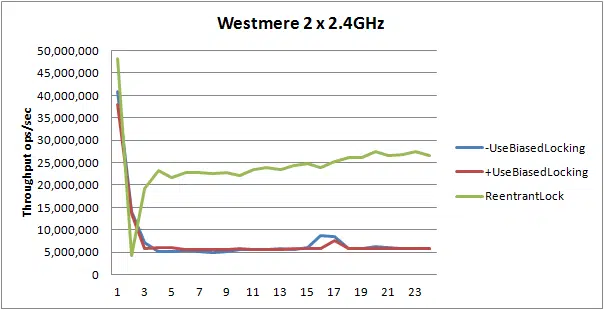 Westmere 2 x 2.4GHz
Throughput ops/sec
50,000,000
45,000,000
40,000,000
35,000,000
30,000,000
25,000,000
20,000,000
15,000,000
10,000,000
5,000,000
0
1 3 5 7 9 11 13 15 17 19 21 23
-UseBiasedLocking
+UseBiasedLocking
ReentrantLock